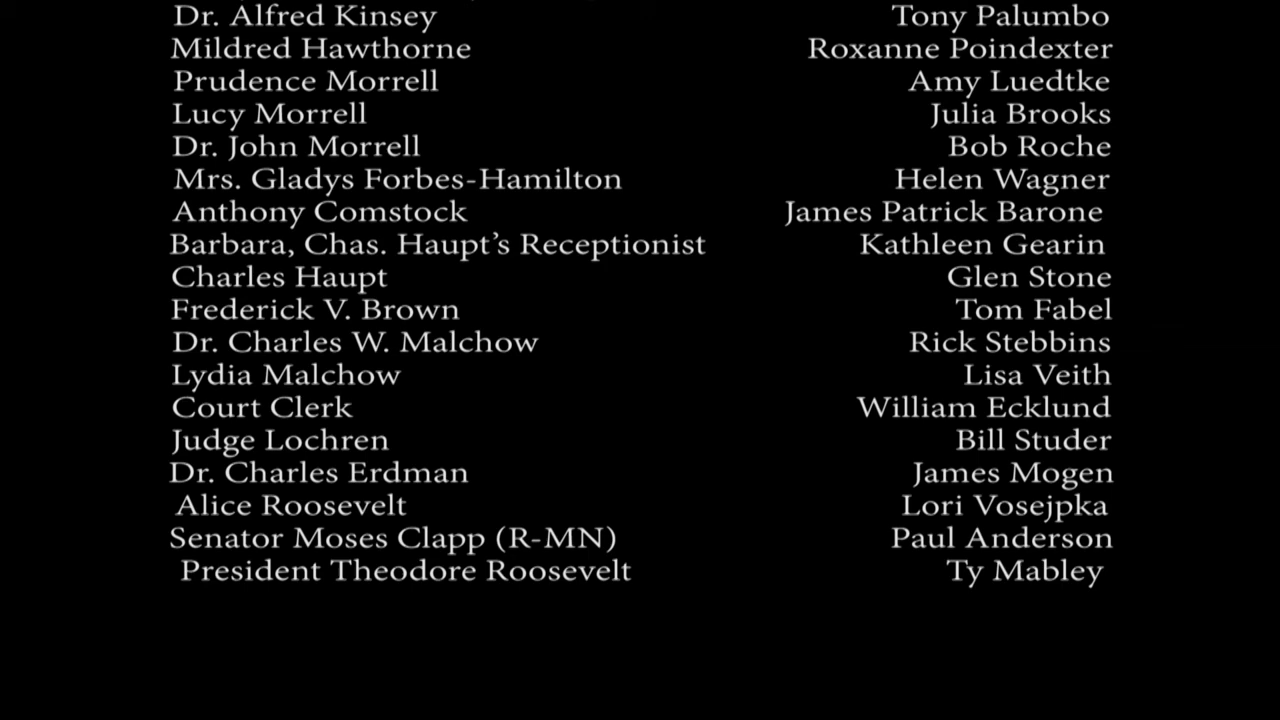 Dr. Alfred Kinsey Tony Palumbo
Mildred Hawthorne Roxanne Poindexter
Prudence Morrell Amy Luedtke
Lucy Morrell Julia Brooks
Dr. John Morrell Bob Roche
Mrs. Gladys Forbes-Hamilton Helen Wagner
Anthony Comstock James Patrick Barone
Barbara, Chas. Haupt’s Receptionist Kathleen Gearin
Charles Haupt Glen Stone
Frederick V. Brown Tom Fabel
Dr. Charles W. Malchow Rick Stebbins
Lydia Malchow Lisa Veith
Court Clerk William Ecklund
Judge Lochren Bill Studer
Dr. Charles Erdman James Mogen
Alice Roosevelt Lori Vosejpka
Senator Moses Clapp (R-MN) Paul Anderson
President Theodore Roosevelt Ty Mabley